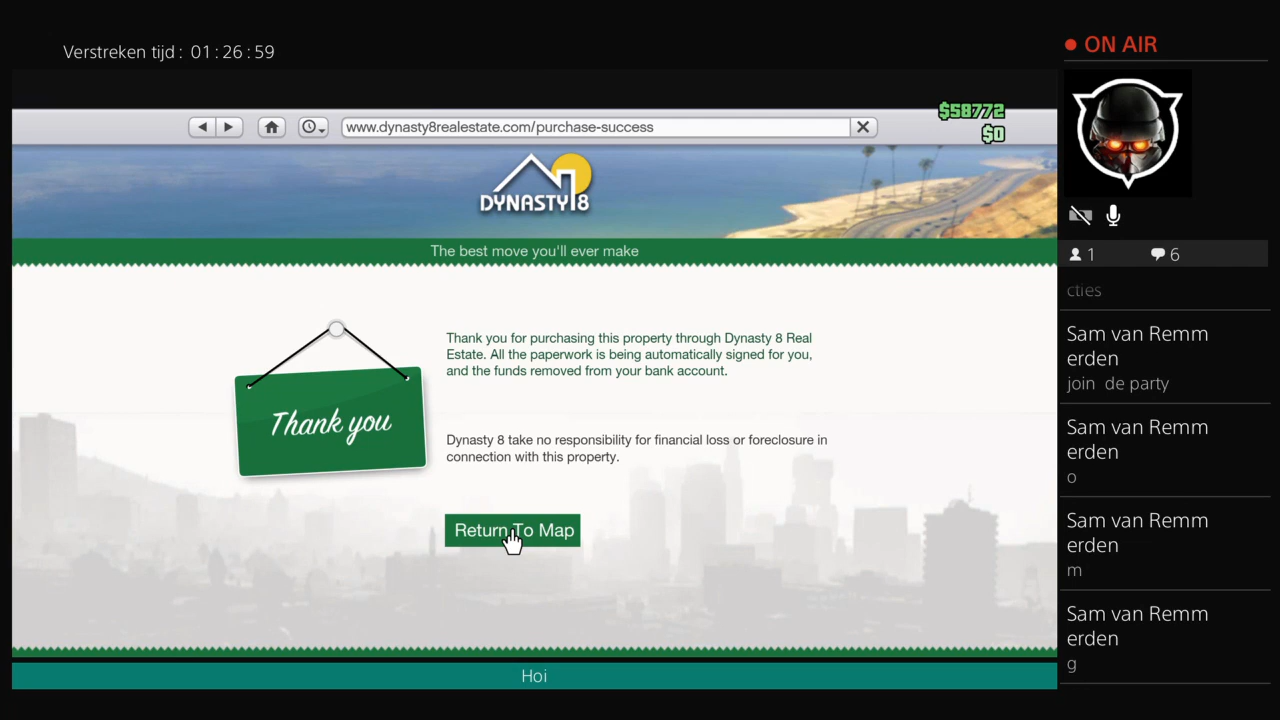 Verstreken tijd : 01 : 26 : 59
ON AIR
www.dynasty8realestate.com/purchase-success
$58772
$0
DYNASTY 8
The best move you'll ever make
Thank you
Thank you for purchasing this property through Dynasty 8 Real
Estate. All the paperwork is being automatically signed for you,
and the funds removed from your bank account.
Dynasty 8 take no responsibility for financial loss or foreclosure in
connection with this property.
Return To Map
Hoi
1
6
cties
Sam van Remm
erden
join de party
Sam van Remm
erden
o
Sam van Remm
erden
m
Sam van Remm
erden
g